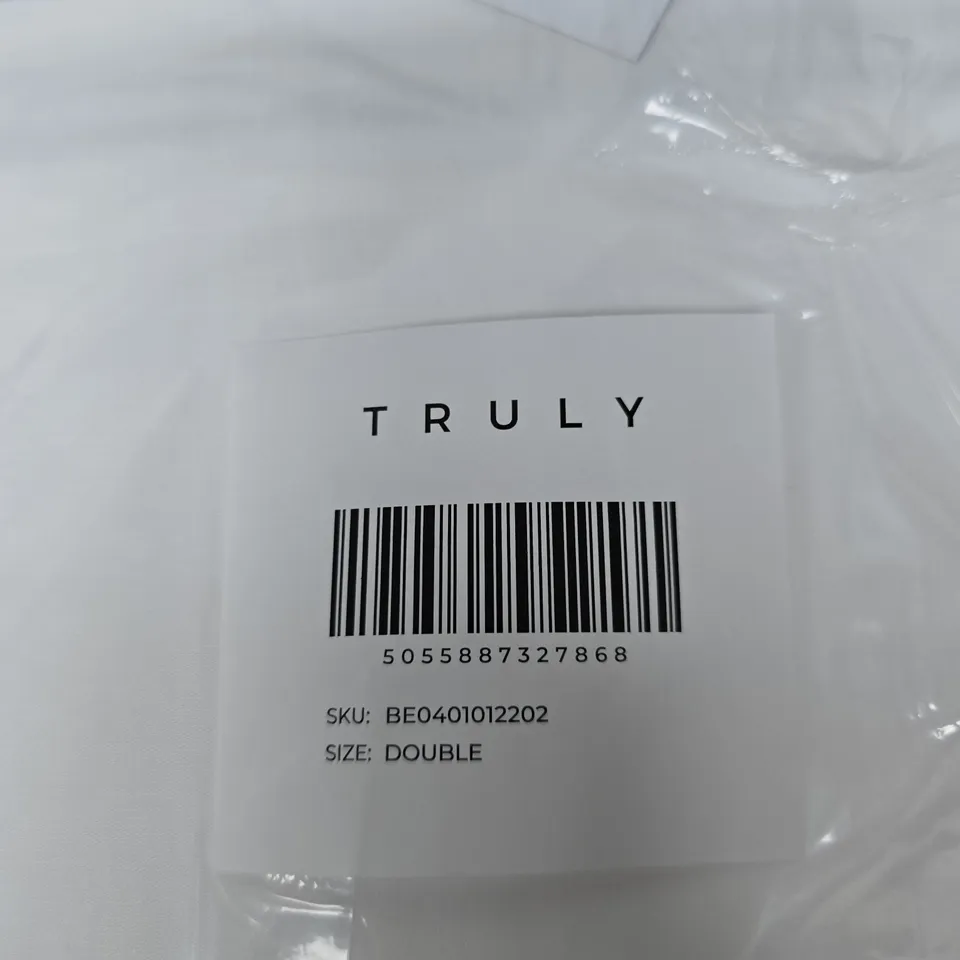 TRULY
5055887327868
SKU: BE0401012202
SIZE: DOUBLE